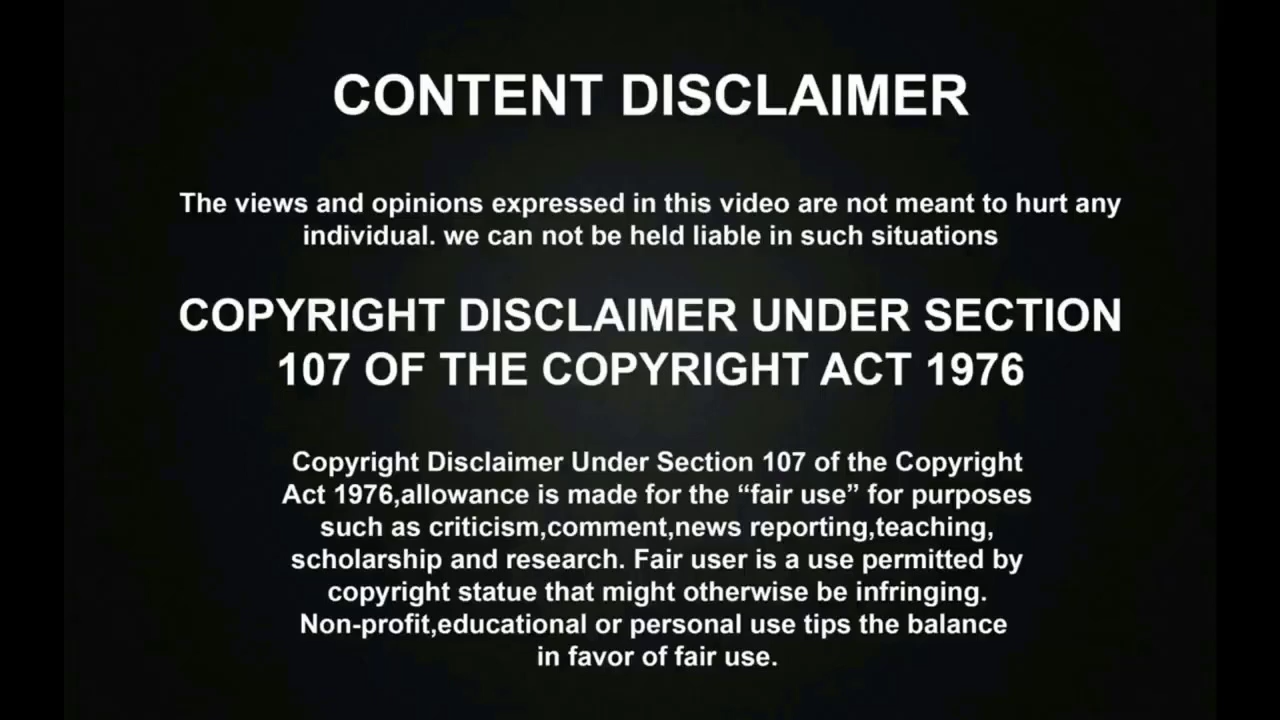 CONTENT DISCLAIMER
The views and opinions expressed in this video are not meant to hurt any
individual. we can not be held liable in such situations
COPYRIGHT DISCLAIMER UNDER SECTION
107 OF THE COPYRIGHT ACT 1976
Copyright Disclaimer Under Section 107 of the Copyright
Act 1976,allowance is made for the “fair use” for purposes
such as criticism,comment,news reporting,teaching,
scholarship and research. Fair user is a use permitted by
copyright statue that might otherwise be infringing.
Non-profit,educational or personal use tips the balance
in favor of fair use.